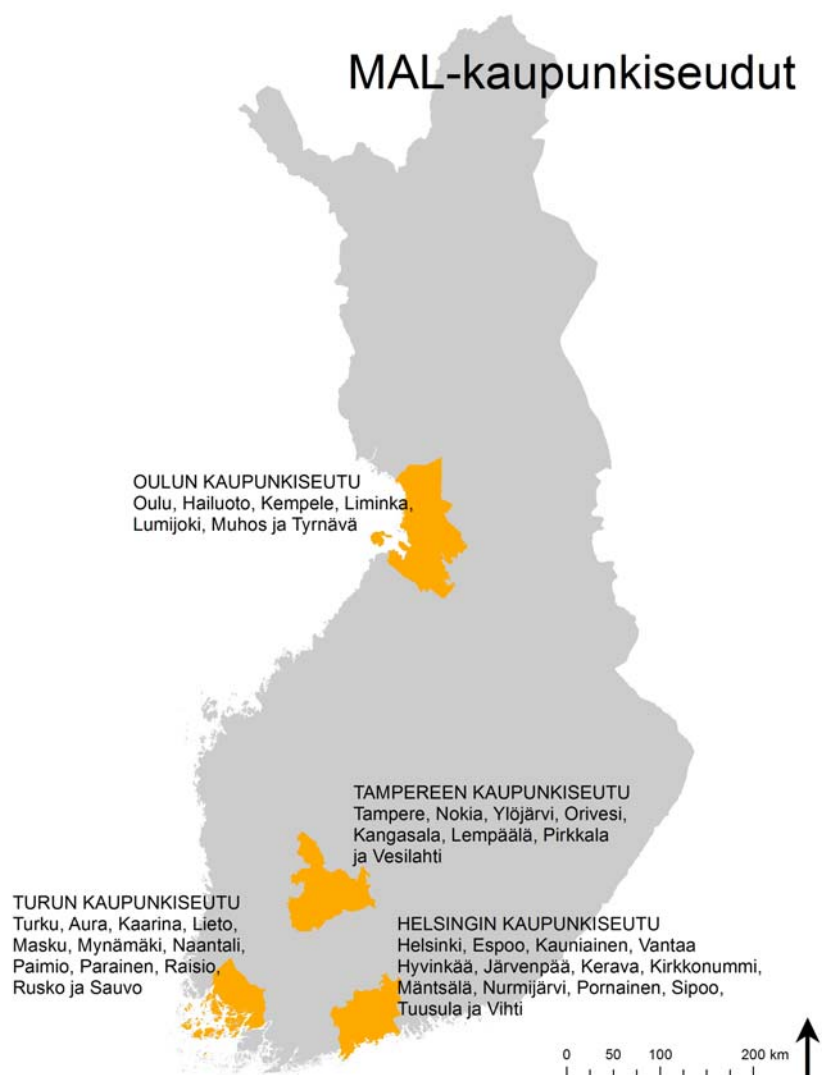 MAL-kaupunkiseudut
OULUN KAUPUNKISEUTU
Oulu, Hailuoto, Kempele, Liminka,
Lumijoki, Muhos ja Tyrnävä
TAMPEREEN KAUPUNKISEUTU
Tampere, Nokia, Ylöjärvi, Orivesi,
Kangasala, Lempäälä, Pirkkala
ja Vesilahti
TURUN KAUPUNKISEUTU
Turku, Aura, Kaarina, Lieto,
Masku, Mynämäki, Naantali,
Paimio, Parainen, Raisio,
Rusko ja Sauvo
HELSINGIN KAUPUNKISEUTU
Helsinki, Espoo, Kauniainen, Vantaa
Hyvinkää, Järvenpää, Kerava, Kirkkonummi,
Mäntsälä, Nurmijärvi, Pornainen, Sipoo,
Tuusula ja Vihti
0 50 100 200 km